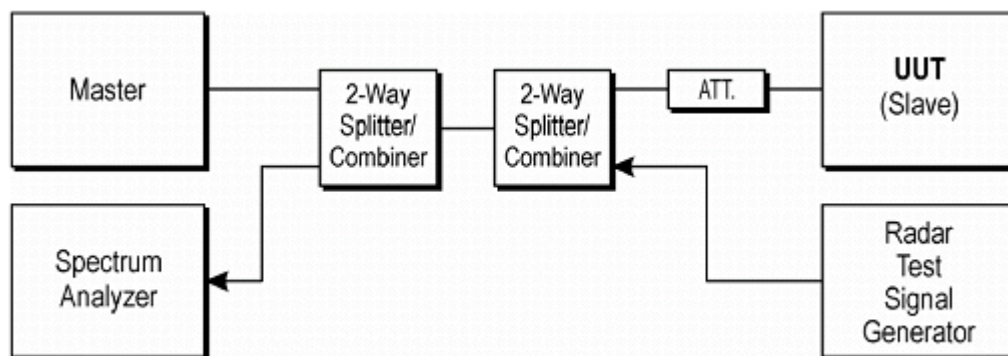 Master
2-Way
Splitter/
Combiner
2-Way
Splitter/
Combiner
ATT.
UUT
(Slave)
Spectrum
Analyzer
Radar
Test
Signal
Generator